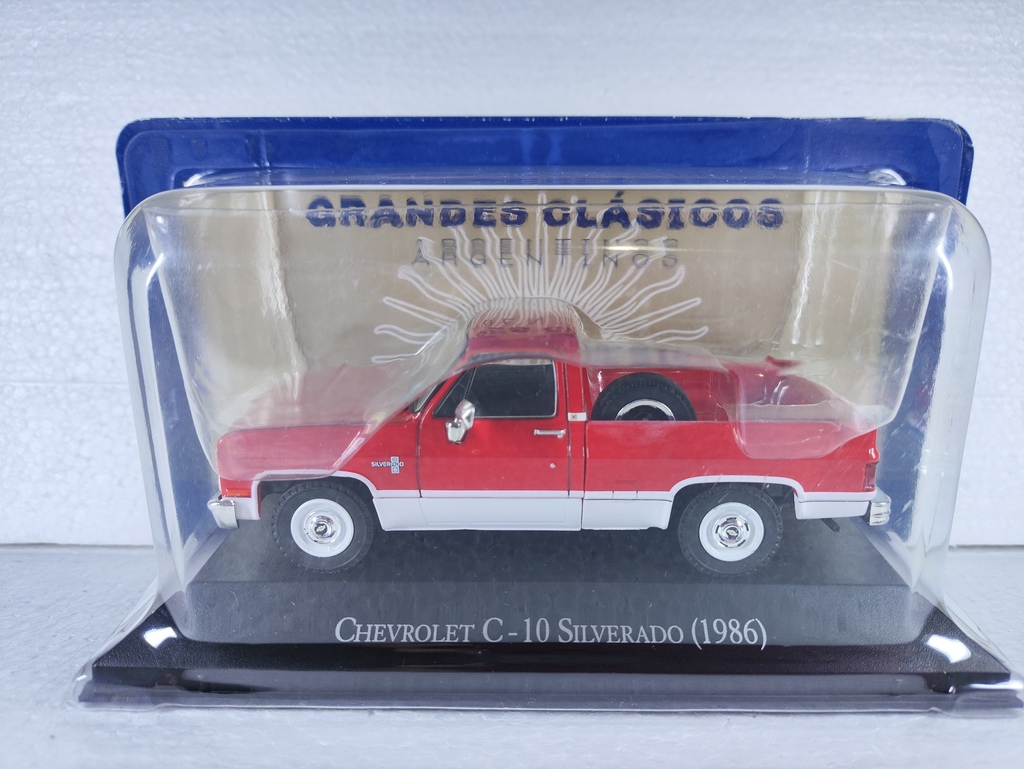 GRANDES CLÁSICOS
ARGENTINOS
SILVERADO
CHEVROLET C-10 SILVERADO (1986)